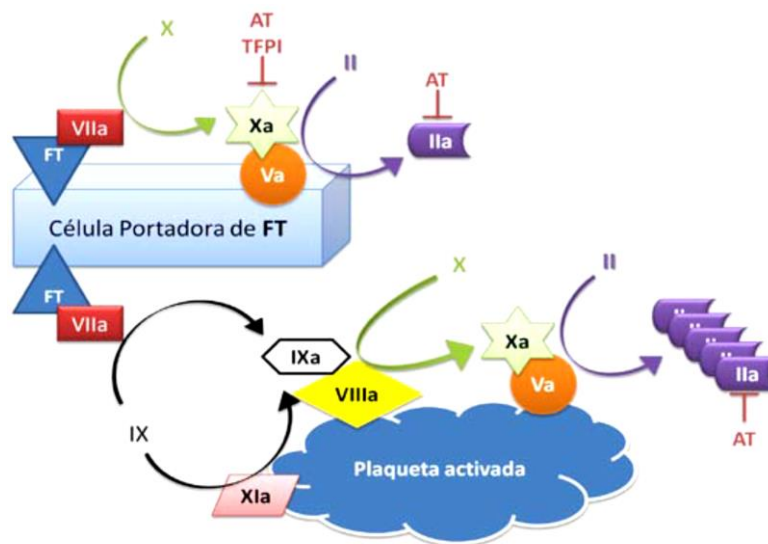 AT
X
TFPI
II
AT
VIIa
Xa
IIa
FT
Va
Célula Portadora de FT
FT
VIIa
X
II
IXa
Xa
VIIIa
Va
IIa
IX
AT
Plaqueta activada
XIa